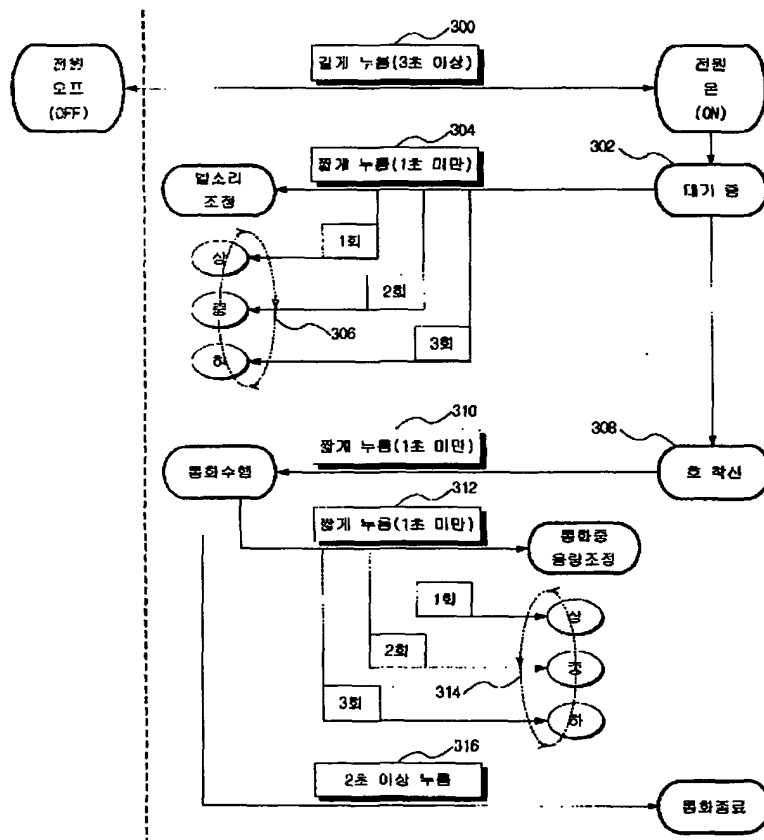 300
길게 누름(3초 이상)
전원
오프
(OFF)
전원
온
(ON)
304
짧게 누름(1초 미만)
302
대기 중
벨소리
조정
1회
상
2회
중
306
3회
하
310
짧게 누름(1초 미만)
308
통화수행
호 착신
312
짧게 누름(1초 미만)
통화중
음량조정
1회
상
2회
중
314
3회
하
316
2초 이상 누름
통화종료